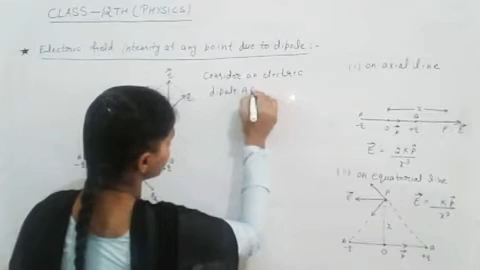 CLASS-12TH (PHYSICS)
★ Electric field intensity at any point due to dipole:-
Consider an electric
dipole AB
(i) on axial line
x
A B
-q O P⃗ q P E⃗
E⃗ = 2KP⃗/x³
(ii) on equatorial line
E⃗ P E⃗ = KP⃗/x³
x
A B
-q O P⃗ +q